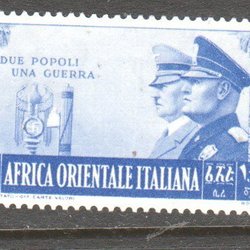 DUE POPOLI
UNA GUERRA
AFRICA ORIENTALE ITALIANA